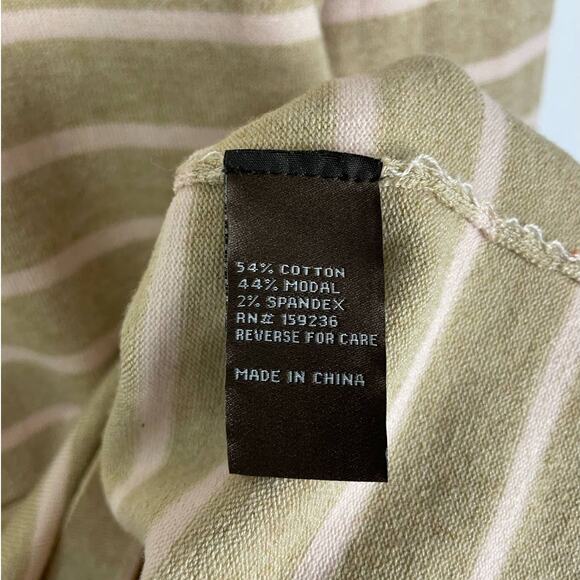 54% COTTON
44% MODAL
2% SPANDEX
RN# 159236
REVERSE FOR CARE
MADE IN CHINA